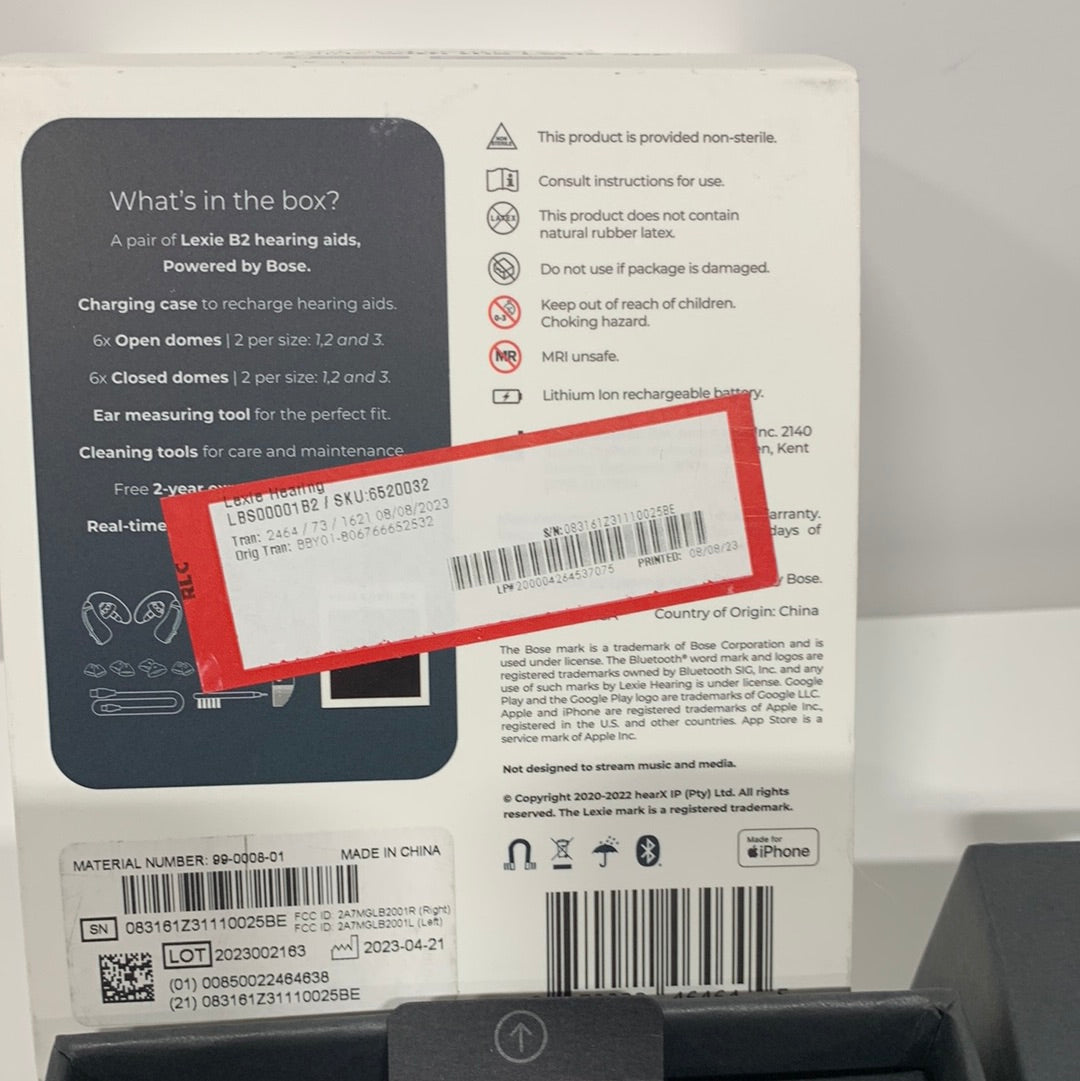 What's in the box?
A pair of Lexie B2 hearing aids,
Powered by Bose.
Charging case to recharge hearing aids.
6x Open domes | 2 per size: 1,2 and 3.
6x Closed domes | 2 per size: 1,2 and 3.
Ear measuring tool for the perfect fit.
Cleaning tools for care and maintenance
Free 2-year
Real-time
NON STERILE
This product is provided non-sterile.
Consult instructions for use.
LATEX
This product does not contain
natural rubber latex.
Do not use if package is damaged.
0-3
Keep out of reach of children.
Choking hazard.
MR
MRI unsafe.
Lithium Ion rechargeable battery.
Inc. 2140
Kent
arranty.
days of
Bose.
RLC
Lexie Hearing
LBS00001B2 / SKU:6520032
Tran: 2464 / 73 / 1621 08/08/2023
Orig Tran: BBY01-806766652532
S/N:083161Z31110025BE
LP# 200004264537075
PRINTED: 08/08/23
Country of Origin: China
The Bose mark is a trademark of Bose Corporation and is
used under license. The Bluetooth® word mark and logos are
registered trademarks owned by Bluetooth SIG, Inc. and any
use of such marks by Lexie Hearing is under license. Google
Play and the Google Play logo are trademarks of Google LLC.
Apple and iPhone are registered trademarks of Apple Inc.,
registered in the U.S. and other countries. App Store is a
service mark of Apple Inc.
Not designed to stream music and media.
© Copyright 2020-2022 hearX IP (Pty) Ltd. All rights
reserved. The Lexie mark is a registered trademark.
Made for
iPhone
MATERIAL NUMBER: 99-0008-01
MADE IN CHINA
SN 083161Z31110025BE
FCC ID: 2A7MGLB2001R (Right)
FCC ID: 2A7MGLB2001L (Left)
LOT 2023002163
2023-04-21
(01) 00850022464638
(21) 083161Z31110025BE